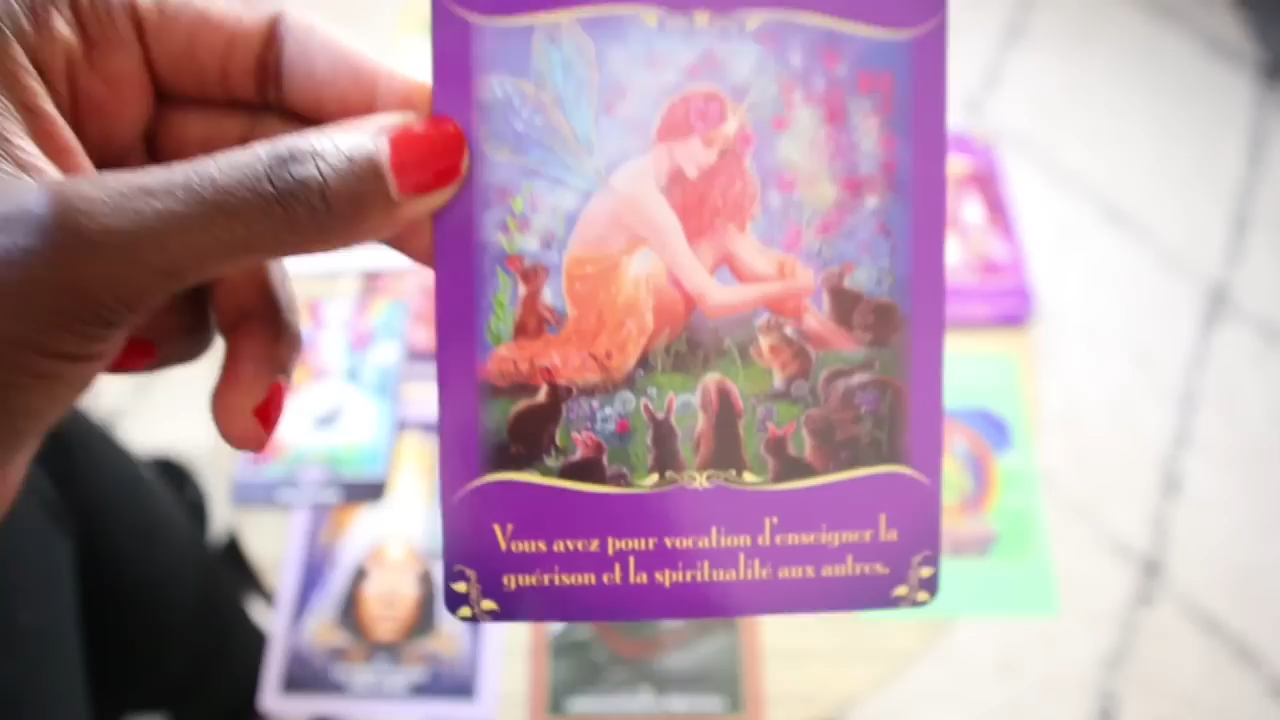 Vous avez pour vocation d'enseigner la
guérison et la spiritualité aux autres.